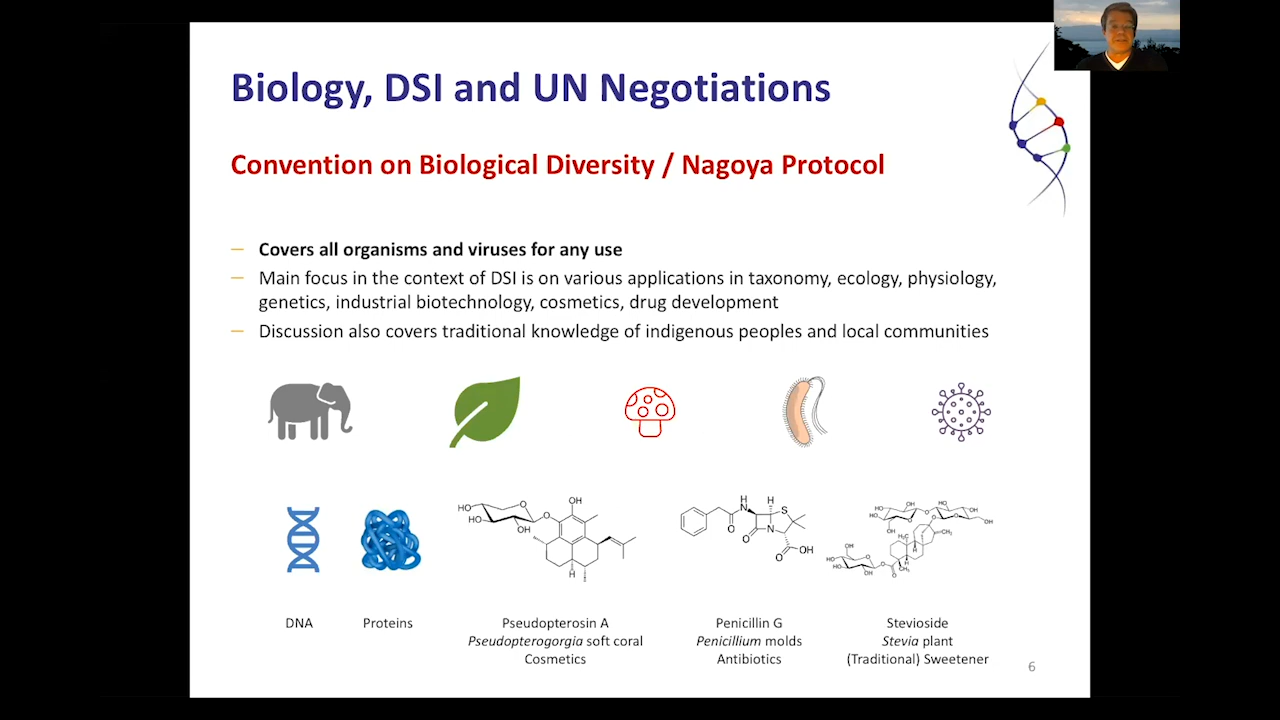 Biology, DSI and UN Negotiations
Convention on Biological Diversity / Nagoya Protocol
— Covers all organisms and viruses for any use
— Main focus in the context of DSI is on various applications in taxonomy, ecology, physiology,
genetics, industrial biotechnology, cosmetics, drug development
— Discussion also covers traditional knowledge of indigenous peoples and local communities
DNA
Proteins
Pseudopterosin A
Pseudopterogorgia soft coral
Cosmetics
Penicillin G
Penicillium molds
Antibiotics
Stevioside
Stevia plant
(Traditional) Sweetener
6